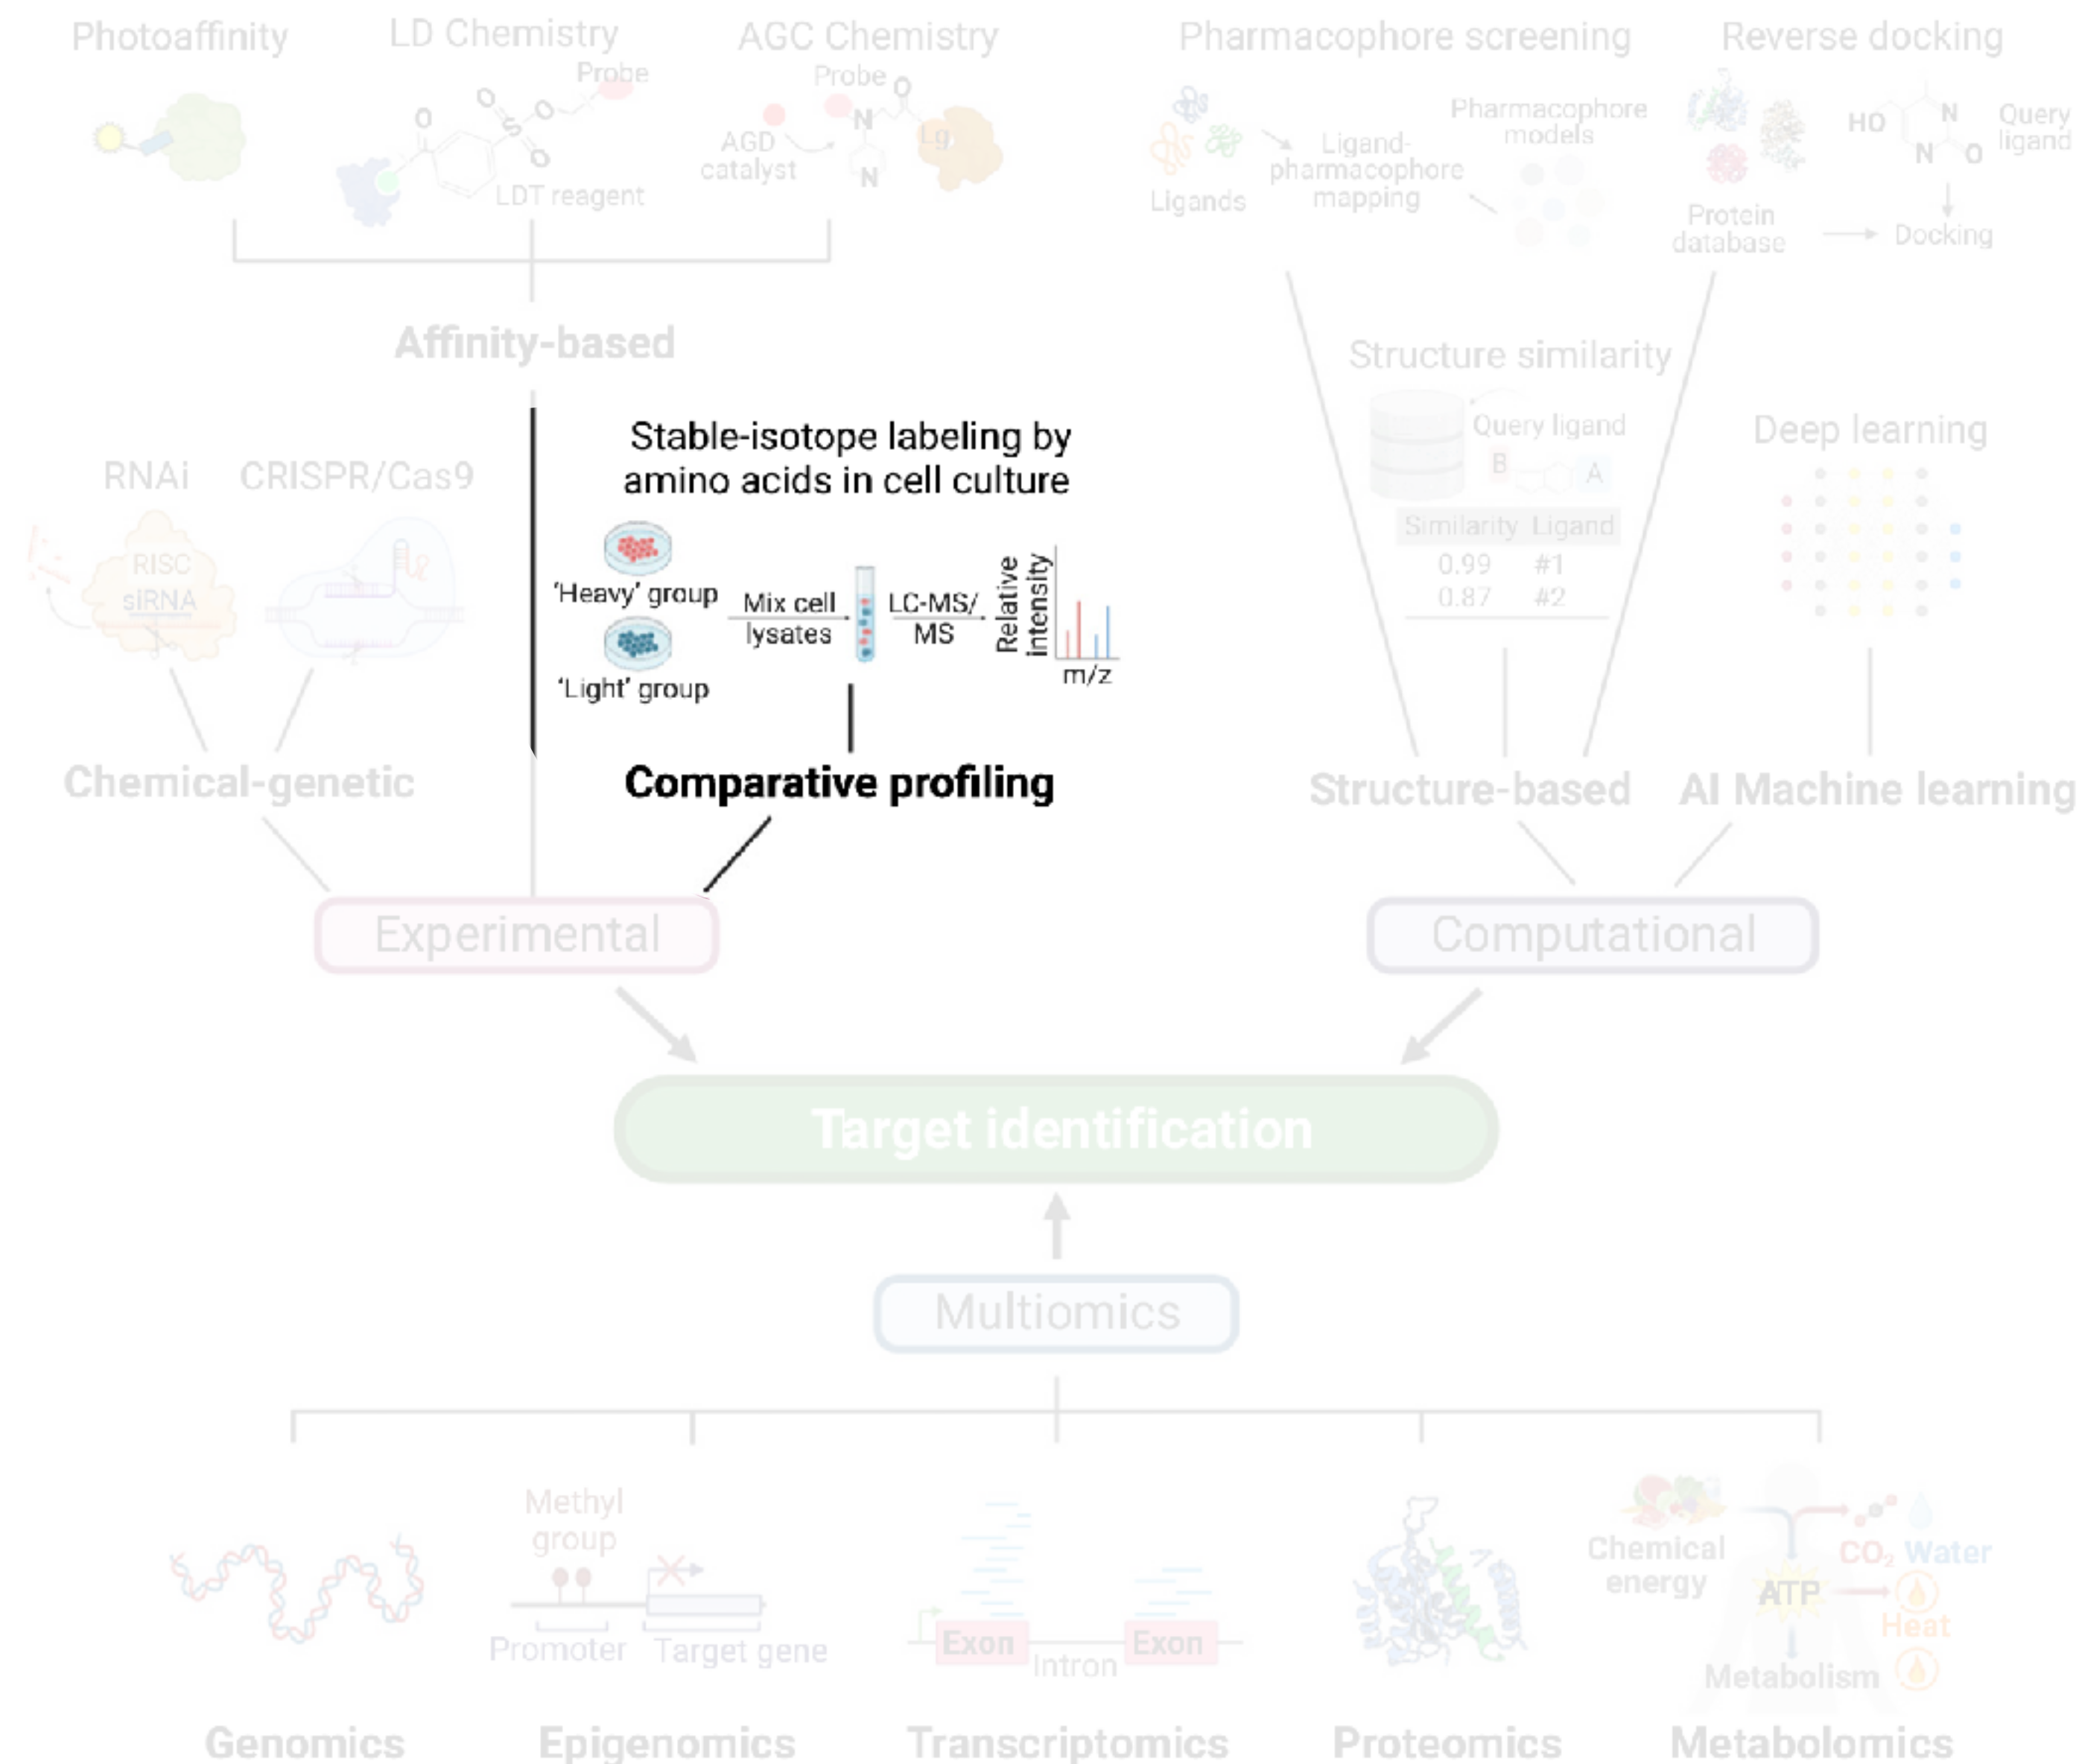 Photoaffinity
LD Chemistry
Probe
O
O
S
O
O
LDT reagent
AGC Chemistry
Probe
O
N
Lg
AGD
catalyst
N
Pharmacophore screening
Ligands
Ligand-
pharmacophore
mapping
Pharmacophore
models
Reverse docking
HO
N
N
O
Query
ligand
Protein
database
Docking
Affinity-based
RNAi
RISC
siRNA
CRISPR/Cas9
Chemical-genetic
Stable-isotope labeling by
amino acids in cell culture
'Heavy' group
'Light' group
Mix cell
lysates
LC-MS/
MS
Relative
intensity
m/z
Comparative profiling
Structure similarity
Query ligand
B
A
Similarity Ligand
0.99 #1
0.87 #2
Deep learning
Structure-based
AI Machine learning
Experimental
Computational
Target identification
Multiomics
Methyl
group
Promoter
Target gene
Exon
Intron
Exon
Chemical
energy
CO₂
Water
ATP
Heat
Metabolism
Genomics
Epigenomics
Transcriptomics
Proteomics
Metabolomics